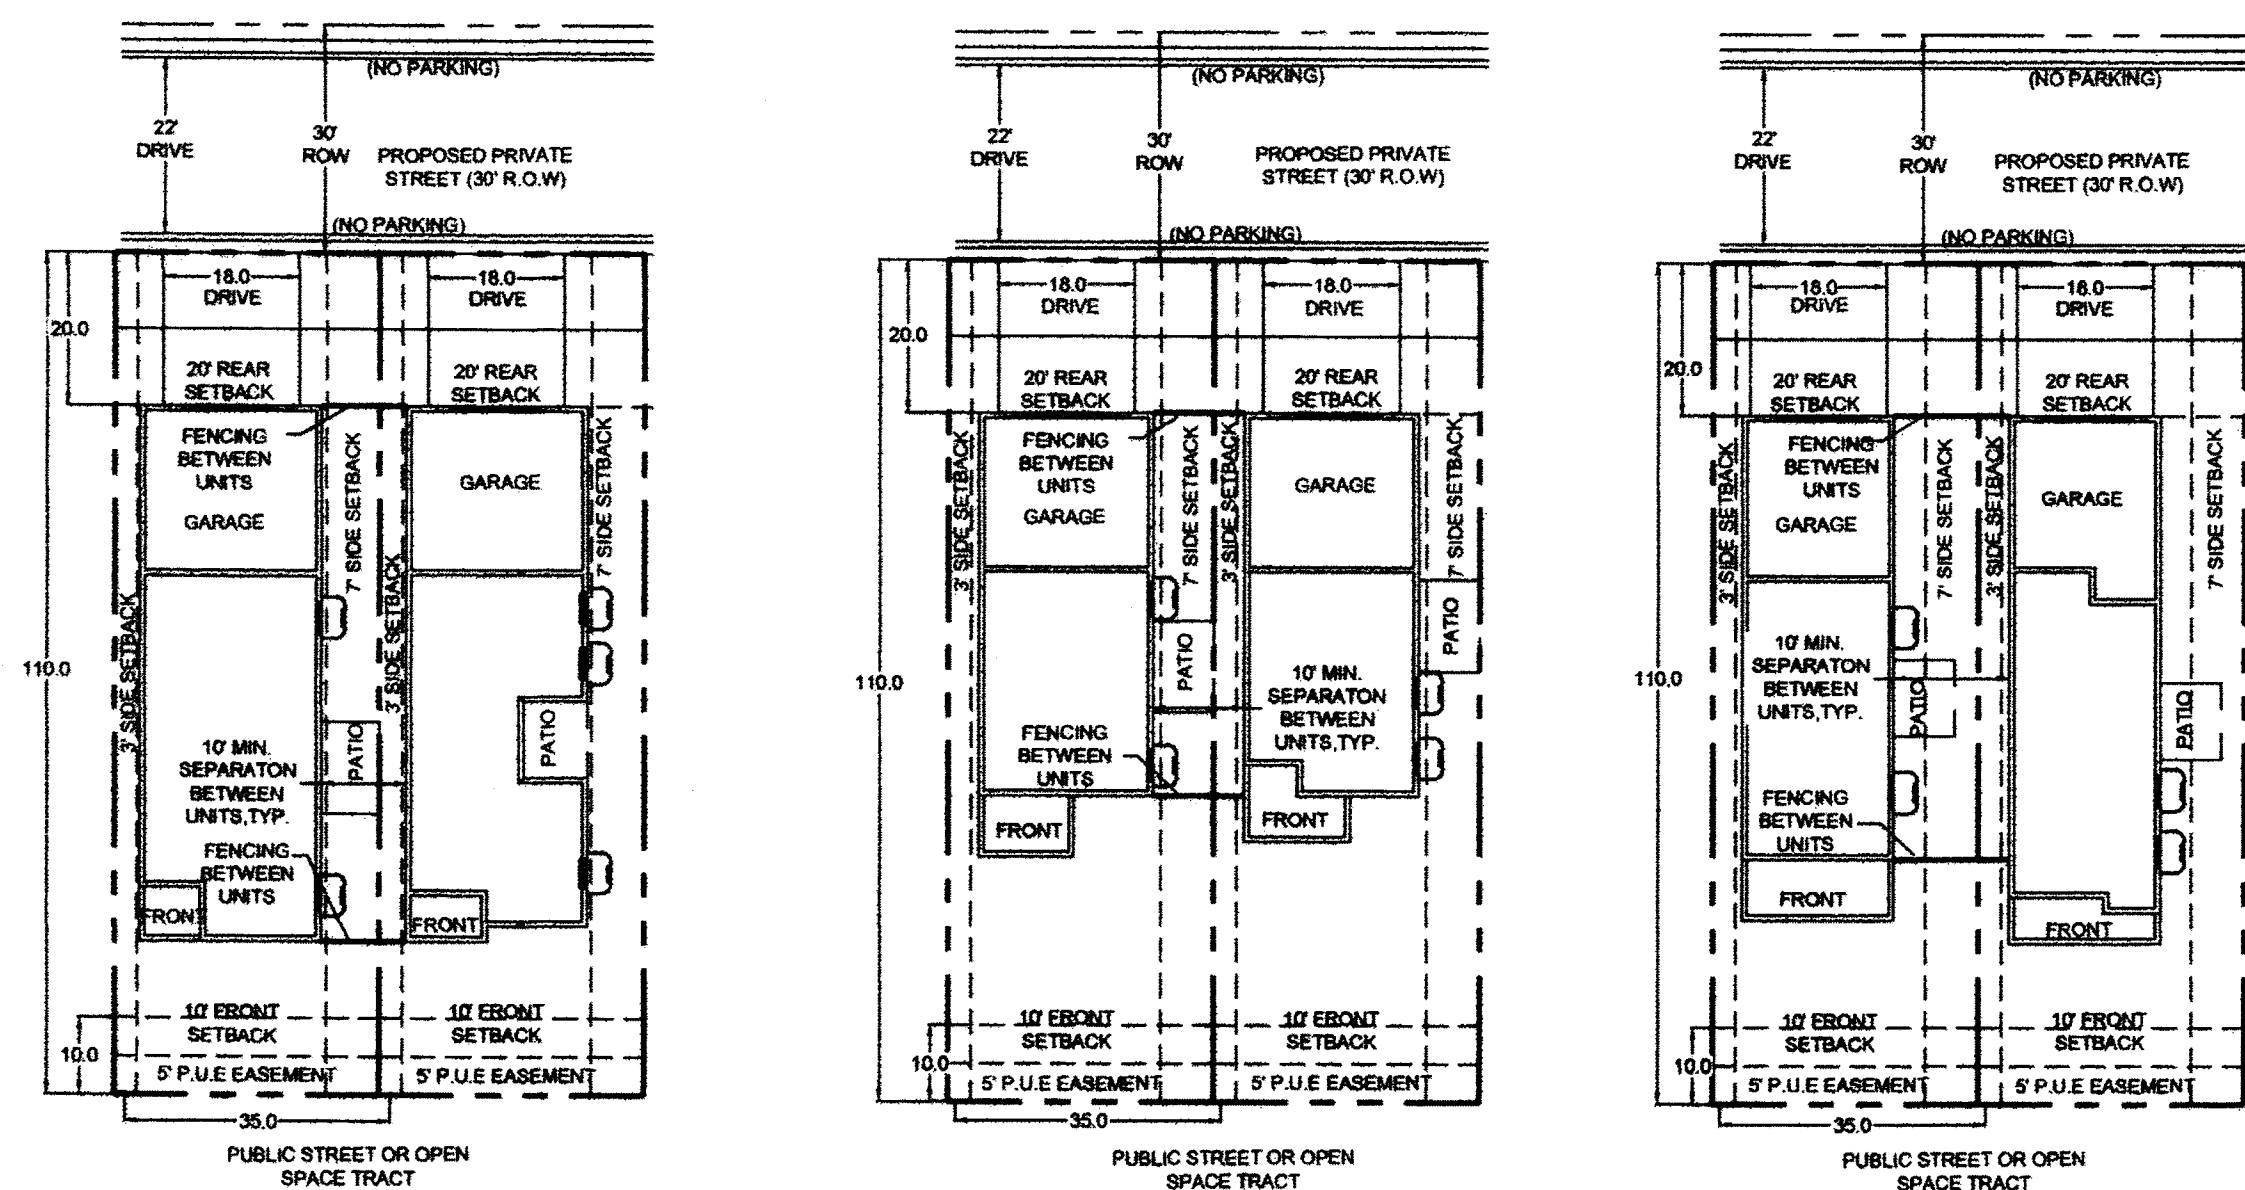 (NO PARKING)
22'
DRIVE
30'
ROW
PROPOSED PRIVATE
STREET (30' R.O.W)
(NO PARKING)
18.0
DRIVE
18.0
DRIVE
20.0
20' REAR
SETBACK
20' REAR
SETBACK
FENCING
BETWEEN
UNITS
GARAGE
GARAGE
7' SIDE SETBACK
7' SIDE SETBACK
3' SIDE SETBACK
3' SIDE SETBACK
110.0
PATIO
PATIO
10' MIN.
SEPARATON
BETWEEN
UNITS,TYP.
FENCING
BETWEEN
UNITS
FRONT
FRONT
10' FRONT
SETBACK
10' FRONT
SETBACK
10.0
5' P.U.E EASEMENT
5' P.U.E EASEMENT
35.0
PUBLIC STREET OR OPEN
SPACE TRACT
(NO PARKING)
22'
DRIVE
30'
ROW
PROPOSED PRIVATE
STREET (30' R.O.W)
(NO PARKING)
18.0
DRIVE
18.0
DRIVE
20.0
20' REAR
SETBACK
20' REAR
SETBACK
3' SIDE SETBACK
FENCING
BETWEEN
UNITS
GARAGE
7' SIDE SETBACK
3' SIDE SETBACK
GARAGE
7' SIDE SETBACK
PATIO
PATIO
110.0
10' MIN.
SEPARATON
BETWEEN
UNITS,TYP.
FENCING
BETWEEN
UNITS
FRONT
FRONT
10' FRONT
SETBACK
10' FRONT
SETBACK
10.0
5' P.U.E EASEMENT
5' P.U.E EASEMENT
35.0
PUBLIC STREET OR OPEN
SPACE TRACT
(NO PARKING)
22'
DRIVE
30'
ROW
PROPOSED PRIVATE
STREET (30' R.O.W)
(NO PARKING)
18.0
DRIVE
18.0
DRIVE
20.0
20' REAR
SETBACK
20' REAR
SETBACK
3' SIDE SETBACK
FENCING
BETWEEN
UNITS
GARAGE
7' SIDE SETBACK
3' SIDE SETBACK
GARAGE
7' SIDE SETBACK
110.0
10' MIN.
SEPARATON
BETWEEN
UNITS,TYP.
PATIO
PATIO
FENCING
BETWEEN
UNITS
FRONT
FRONT
10' FRONT
SETBACK
10' FRONT
SETBACK
10.0
5' P.U.E EASEMENT
5' P.U.E EASEMENT
35.0
PUBLIC STREET OR OPEN
SPACE TRACT